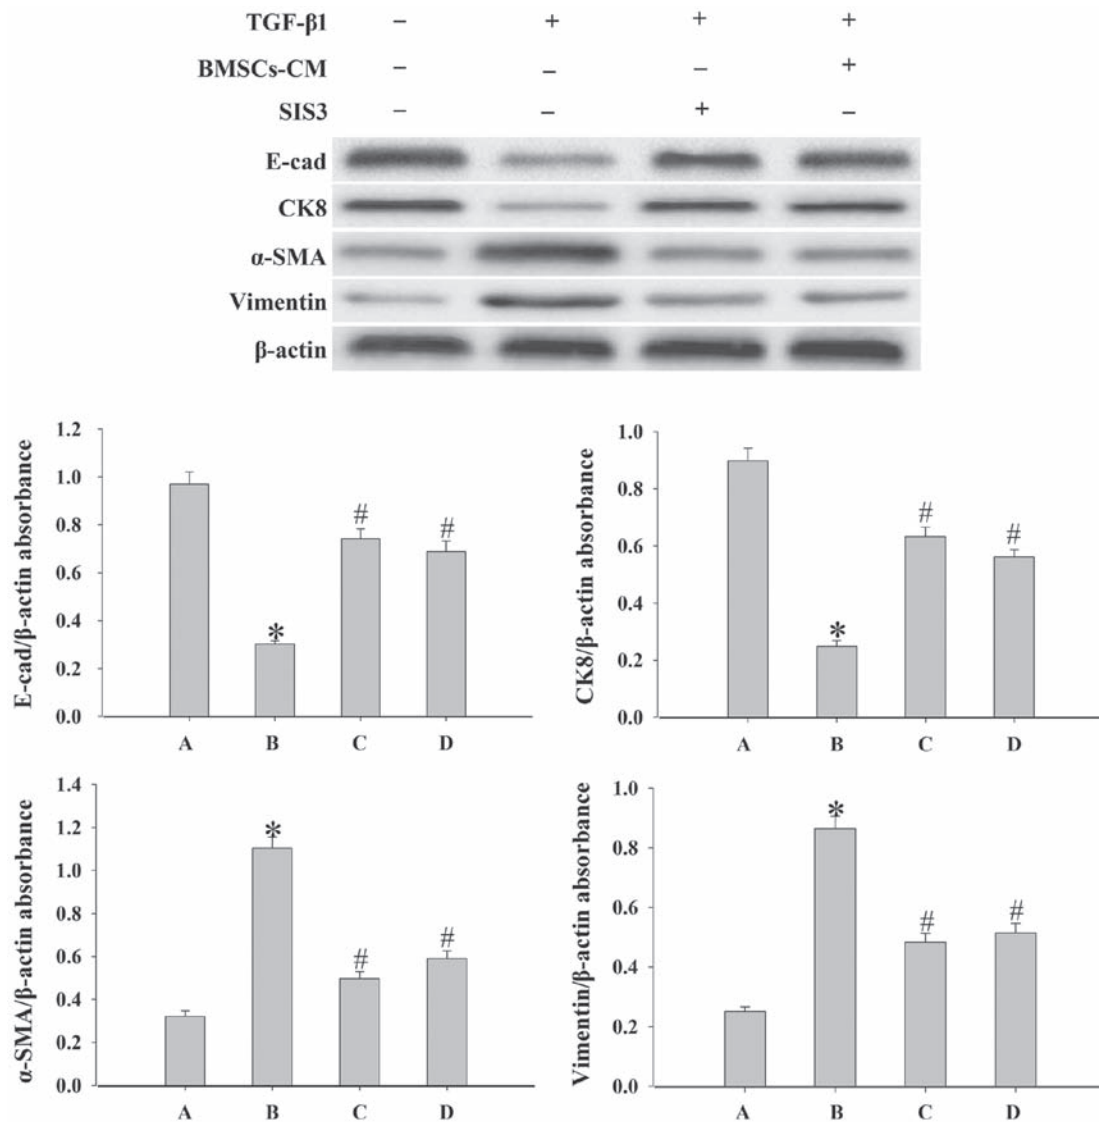 TGF-β1 – + + +
BMSCs-CM – – – +
SIS3 – – + –
E-cad
CK8
α-SMA
Vimentin
β-actin
E-cad/β-actin absorbance
1.2
1.0
0.8
0.6
0.4
0.2
0.0
*
#
#
A B C D
CK8/β-actin absorbance
1.0
0.8
0.6
0.4
0.2
0.0
*
#
#
A B C D
α-SMA/β-actin absorbance
1.4
1.2
1.0
0.8
0.6
0.4
0.2
0.0
*
#
#
A B C D
Vimentin/β-actin absorbance
1.0
0.8
0.6
0.4
0.2
0.0
*
#
#
A B C D